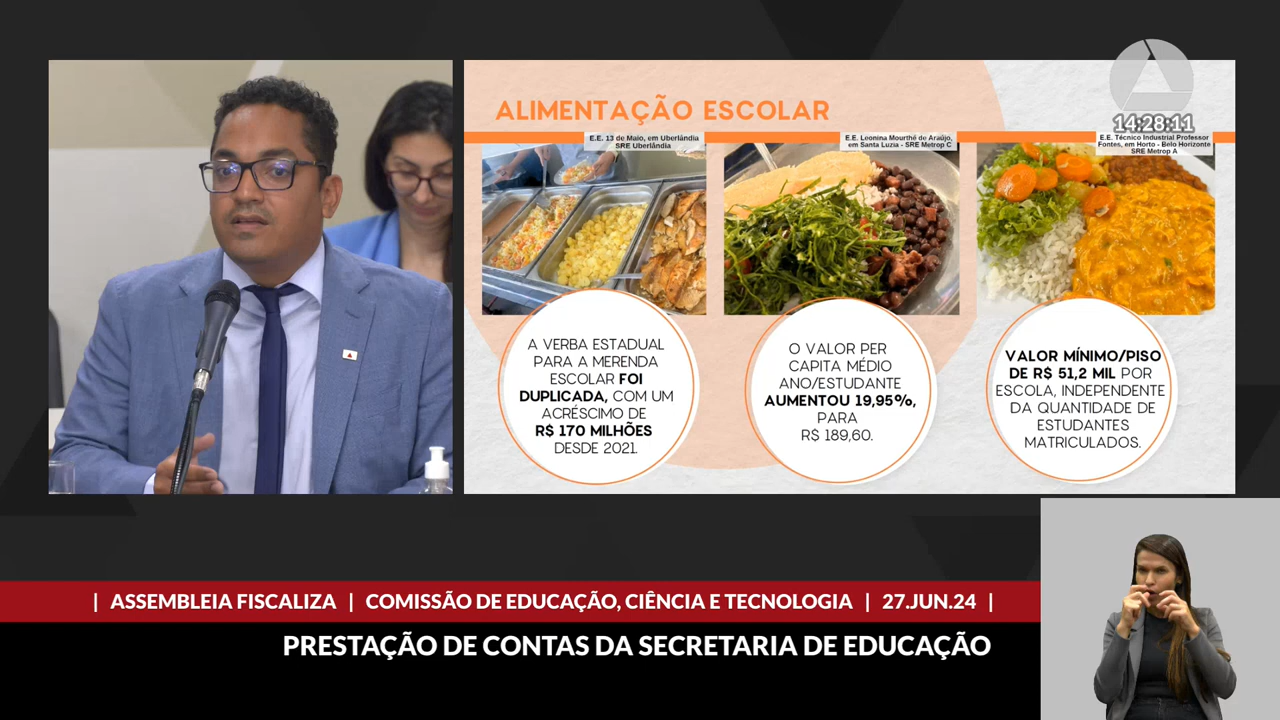 14:28:11
ALIMENTAÇÃO ESCOLAR
E.E. 13 de Maio, em Uberlândia
SRE Uberlândia
E.E. Leonina Mourthé de Araújo,
em Santa Luzia - SRE Metrop C
E.E. Técnico Industrial Professor
Fontes, em Horto - Belo Horizonte
SRE Metrop A
A VERBA ESTADUAL
PARA A MERENDA
ESCOLAR FOI
DUPLICADA, COM UM
ACRÉSCIMO DE
R$ 170 MILHÕES
DESDE 2021.
O VALOR PER
CAPITA MÉDIO
ANO/ESTUDANTE
AUMENTOU 19,95%,
PARA
R$ 189,60.
VALOR MÍNIMO/PISO
DE R$ 51,2 MIL POR
ESCOLA, INDEPENDENTE
DA QUANTIDADE DE
ESTUDANTES
MATRICULADOS.
| ASSEMBLEIA FISCALIZA | COMISSÃO DE EDUCAÇÃO, CIÊNCIA E TECNOLOGIA | 27.JUN.24 |
PRESTAÇÃO DE CONTAS DA SECRETARIA DE EDUCAÇÃO